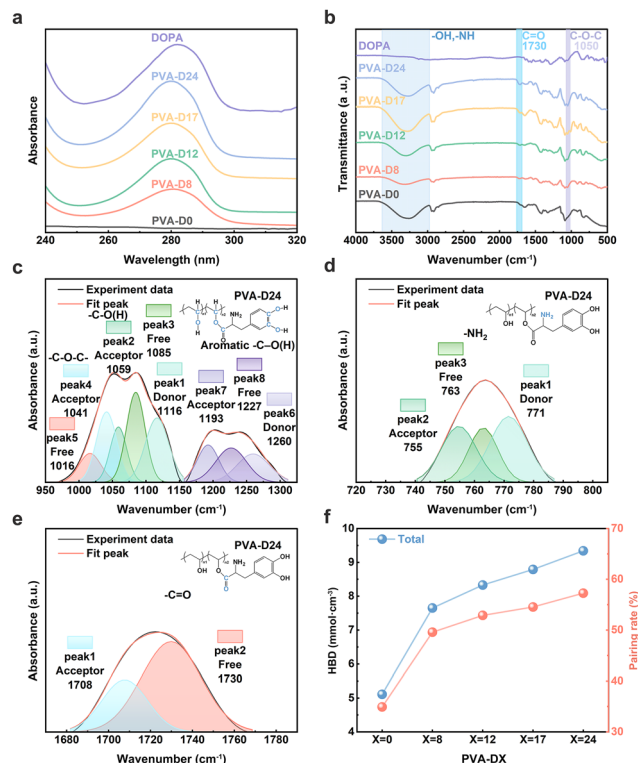 a
DOPA
PVA-D24
PVA-D17
PVA-D12
PVA-D8
PVA-D0
Absorbance
240 260 280 300 320
Wavelength (nm)
b
-OH,-NH
C=O
1730
C-O-C
1050
DOPA
PVA-D24
PVA-D17
PVA-D12
PVA-D8
PVA-D0
Transmittance (a .u.)
4000 3500 3000 2500 2000 1500 1000 500
Wavenumber (cm-1)
c
Experiment data
Fit peak
PVA-D24
-C-O(H)
peak2
Acceptor
1059
peak3
Free
1085
-C-O-C-
peak4
Acceptor
1041
peak5
Free
1016
peak1
Donor
1116
Aromatic -C–O(H)
peak7
Acceptor
1193
peak8
Free
1227
peak6
Donor
1260
Absorbance (a.u.)
950 1000 1050 1100 1150 1200 1250 1300
Wavenumber (cm-1)
d
Experiment data
Fit peak
PVA-D24
-NH2
peak3
Free
763
peak1
Donor
771
peak2
Acceptor
755
Absorbance (a.u.)
720 740 760 780 800
Wavenumber (cm-1)
e
Experiment data
Fit peak
PVA-D24
-C=O
peak1
Acceptor
1708
peak2
Free
1730
Absorbance (a.u.)
1680 1700 1720 1740 1760 1780
Wavenumber (cm-1)
f
Total
HBD (mmol·cm-3)
10
9
8
7
6
5
4
Pairing rate (%)
70
60
50
40
30
X=0 X=8 X=12 X=17 X=24
PVA-DX